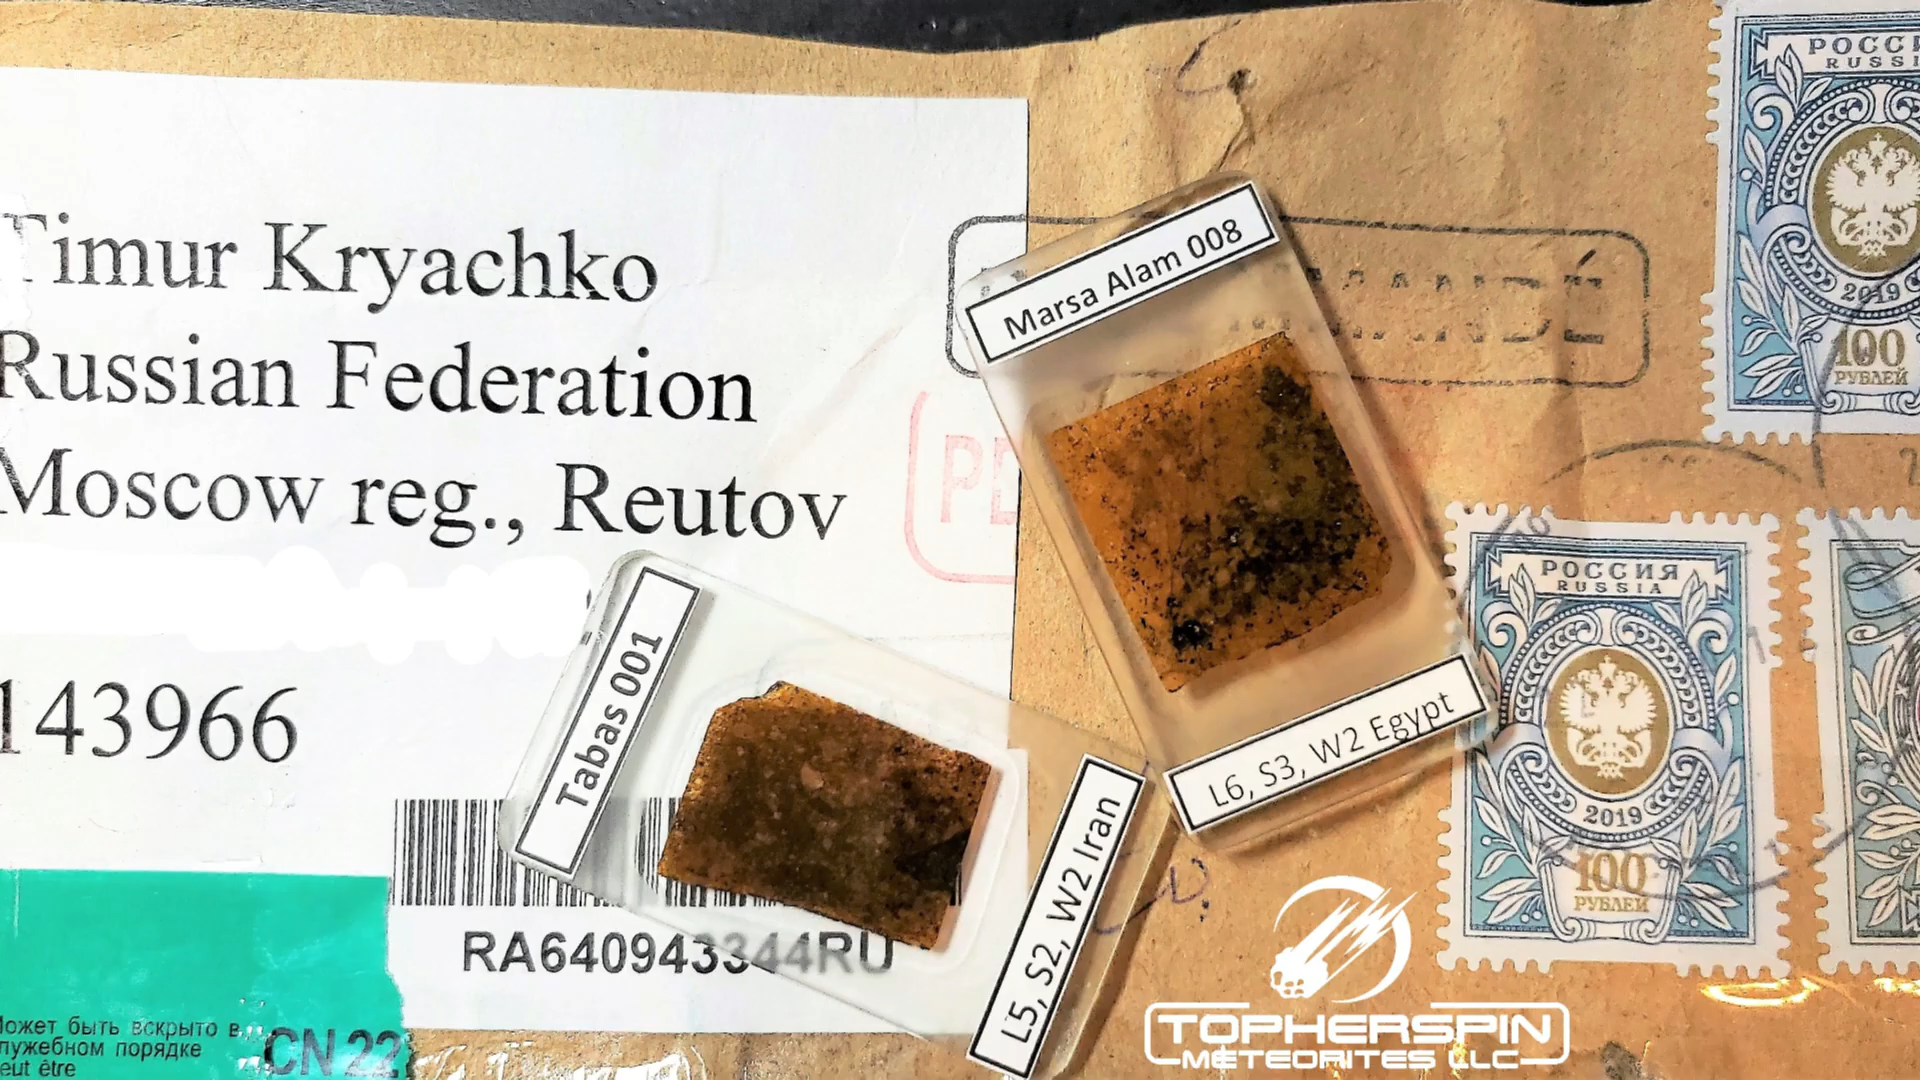 Timur Kryachko
Russian Federation
Moscow reg., Reutov
143966
RA640943344RU
Может быть вскрыто в
служебном порядке
Peut être
CN 22
Marsa Alam 008
L6, S3, W2 Egypt
Tabas 001
L5, S2, W2 Iran
РОССИЯ
RUSSIA
2019
100
РУБЛЕЙ
РОССИЯ
RUSSIA
2019
100
РУБЛЕЙ
TOPHERSPIN
METEORITES LLC